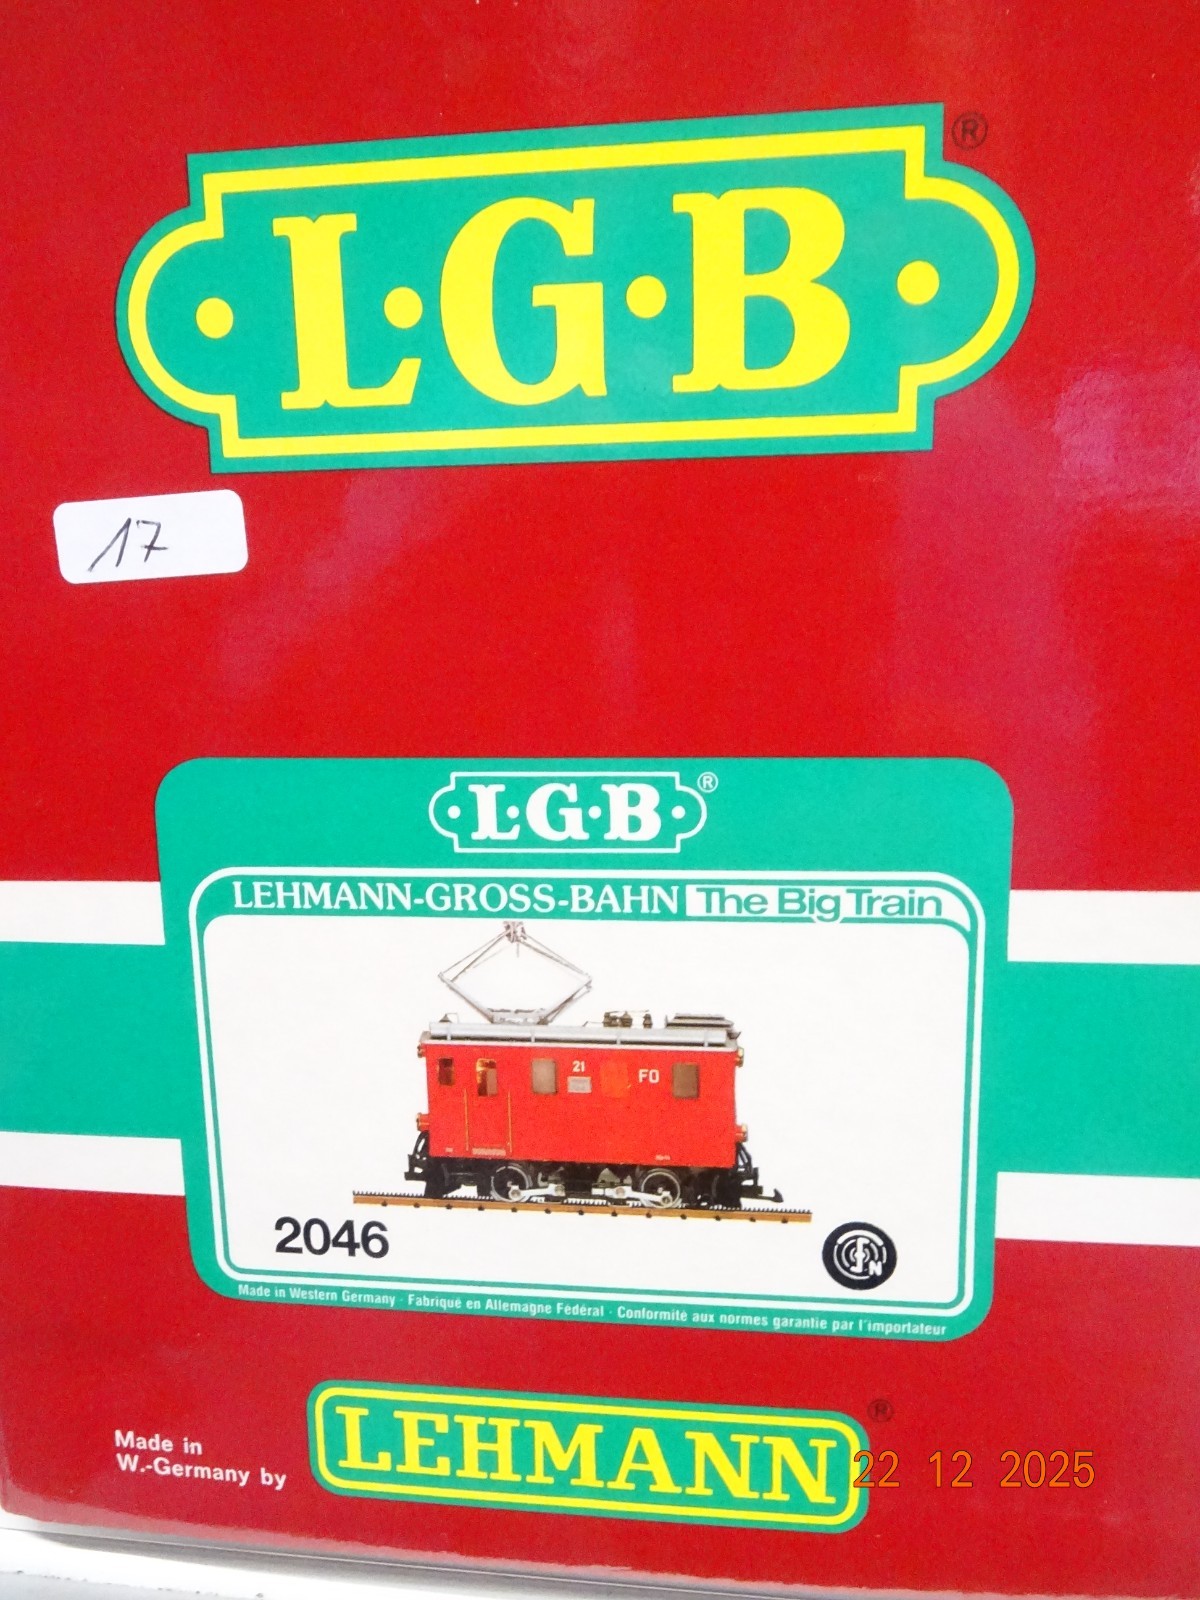 L·G·B ®
17
L·G·B ®
LEHMANN-GROSS-BAHN The Big Train
21
FO
2046
Made in Western Germany · Fabriqué en Allemagne Fédéral · Conformité aux normes garantie par l'importateur
Made in
W.-Germany by
LEHMANN ®
22 12 2025